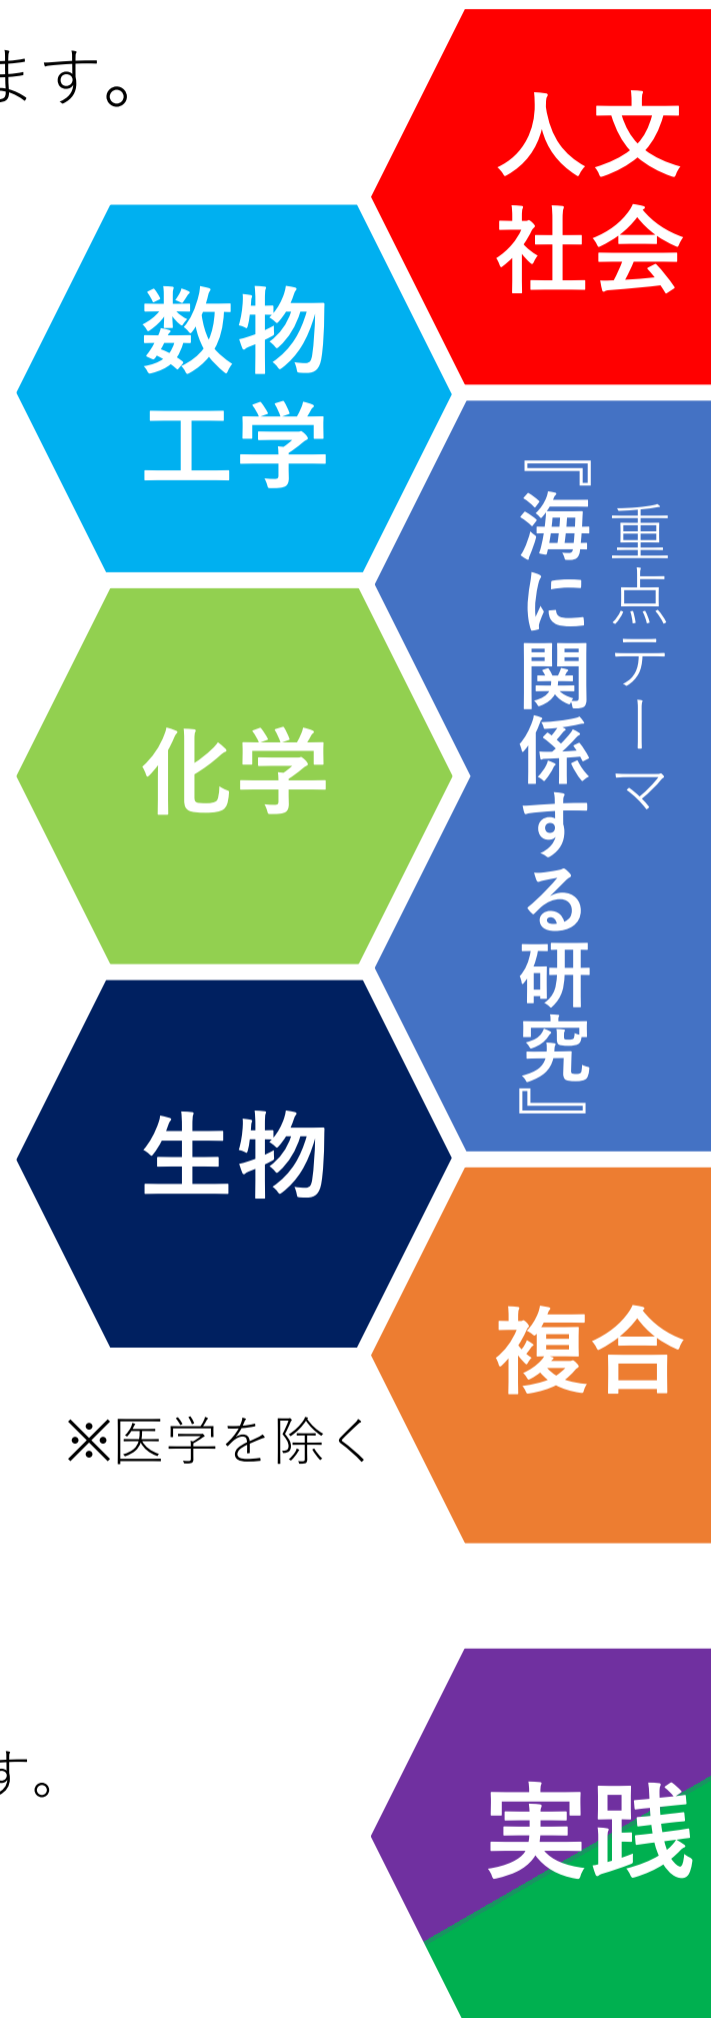 ます。
人文
社会
数物
工学
重点テーマ
『海に関係する研究』
化学
生物
複合
※医学を除く
す。
実践